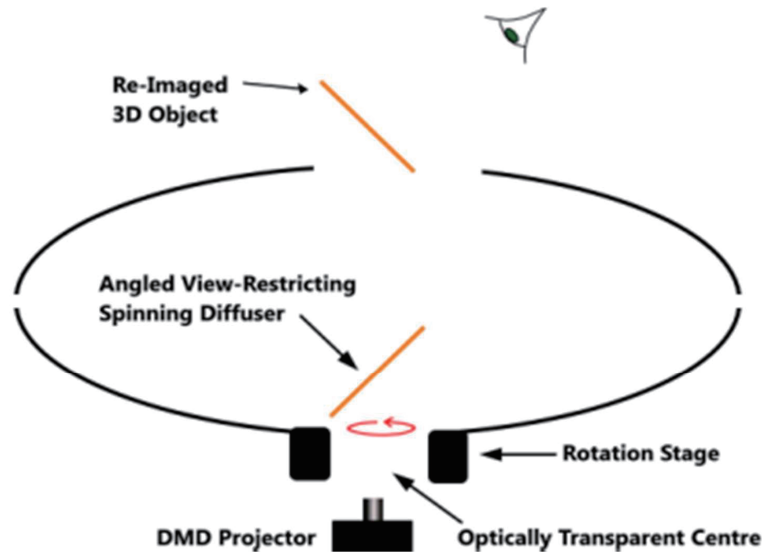 Re-Imaged
3D Object
Angled View-Restricting
Spinning Diffuser
Rotation Stage
DMD Projector
Optically Transparent Centre